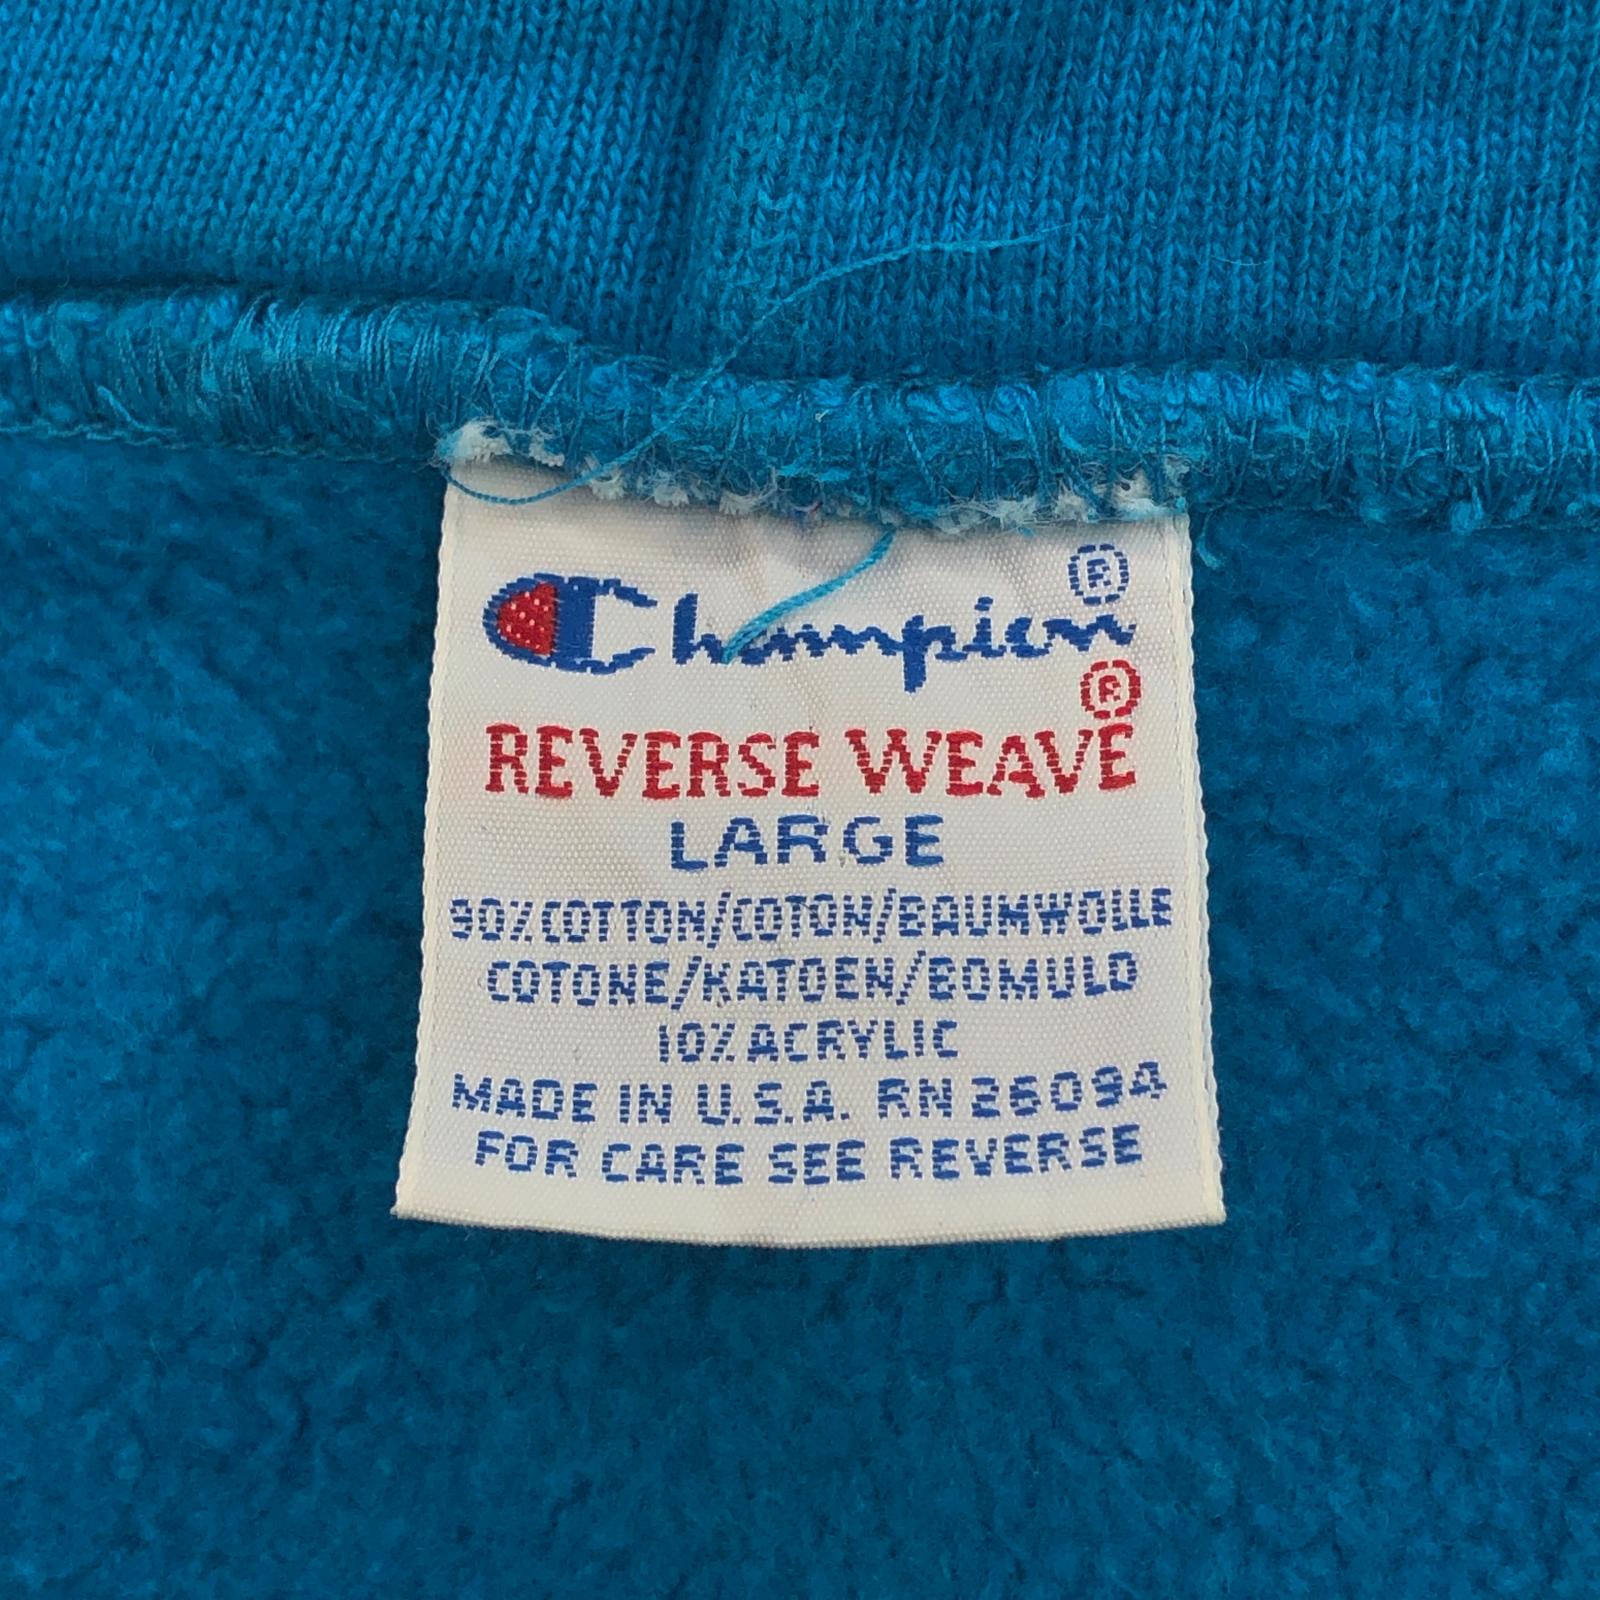 Champion®
REVERSE WEAVE®
LARGE
90% COTTON/COTON/BAUMWOLLE
COTONE/KATOEN/BOMULD
10% ACRYLIC
MADE IN U.S.A. RN 26094
FOR CARE SEE REVERSE